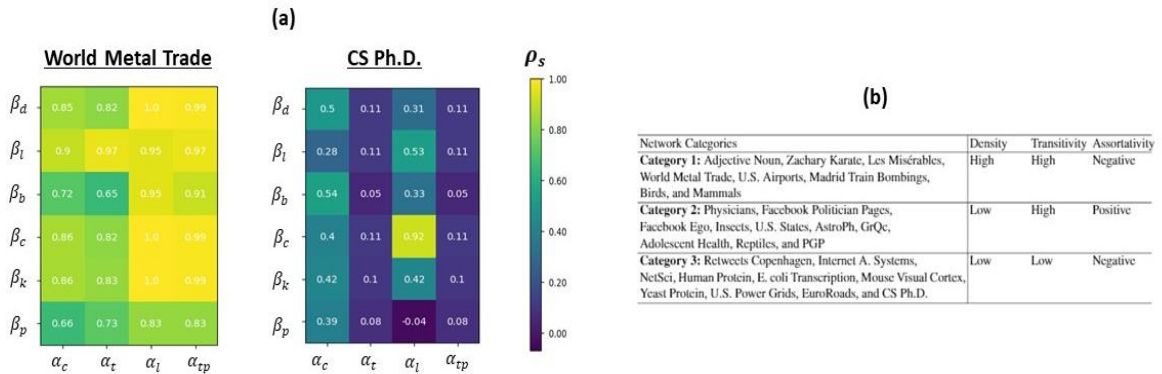 (a)
World Metal Trade
CS Ph.D.
ρs
βd 0.85 0.82 1.0 0.99
βl 0.9 0.97 0.95 0.97
βb 0.72 0.65 0.95 0.91
βc 0.86 0.82 1.0 0.99
βk 0.86 0.83 1.0 0.99
βp 0.66 0.73 0.83 0.83
αc αt αl αtp
βd 0.5 0.11 0.31 0.11
βl 0.28 0.11 0.53 0.11
βb 0.54 0.05 0.33 0.05
βc 0.4 0.11 0.92 0.11
βk 0.42 0.1 0.42 0.1
βp 0.39 0.08 -0.04 0.08
αc αt αl αtp
1.00
0.80
0.60
0.40
0.20
0.00
(b)
Network Categories Density Transitivity Assortativity
Category 1: Adjective Noun, Zachary Karate, Les Misérables, High High Negative
World Metal Trade, U.S. Airports, Madrid Train Bombings,
Birds, and Mammals
Category 2: Physicians, Facebook Politician Pages, Low High Positive
Facebook Ego, Insects, U.S. States, AstroPh, GrQc,
Adolescent Health, Reptiles, and PGP
Category 3: Retweets Copenhagen, Internet A. Systems, Low Low Negative
NetSci, Human Protein, E. coli Transcription, Mouse Visual Cortex,
Yeast Protein, U.S. Power Grids, EuroRoads, and CS Ph.D.